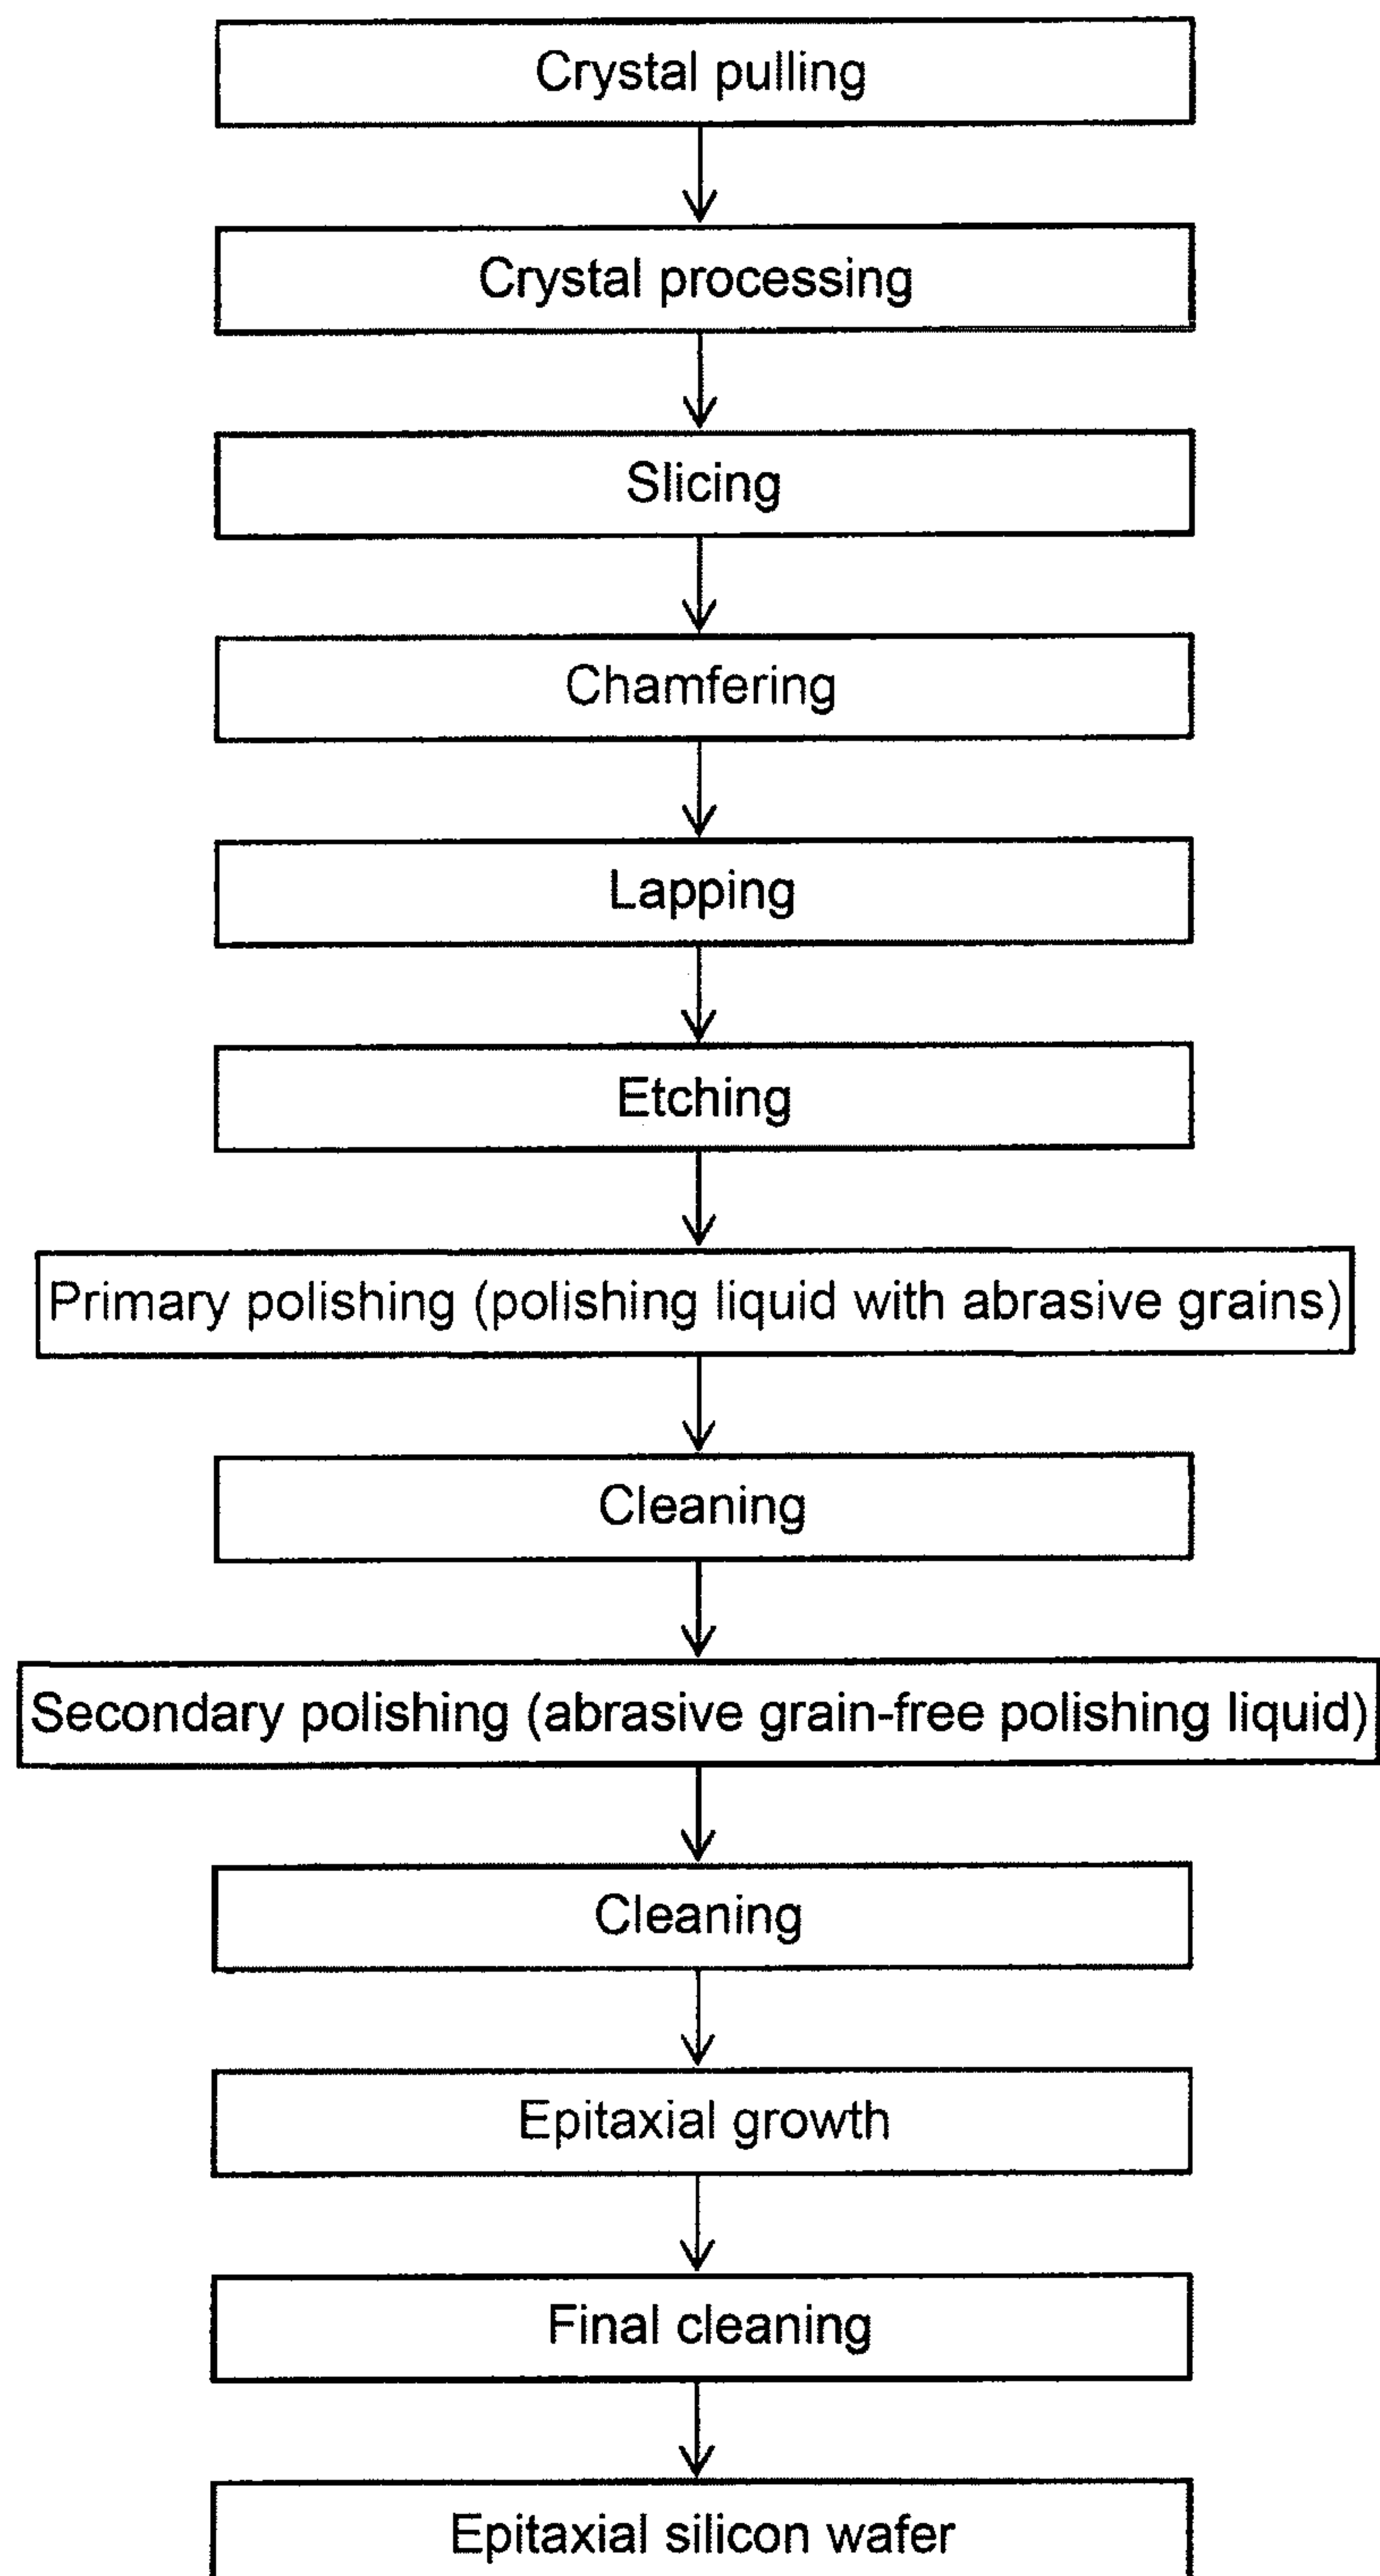 Crystal pulling
Crystal processing
Slicing
Chamfering
Lapping
Etching
Primary polishing (polishing liquid with abrasive grains)
Cleaning
Secondary polishing (abrasive grain-free polishing liquid)
Cleaning
Epitaxial growth
Final cleaning
Epitaxial silicon wafer